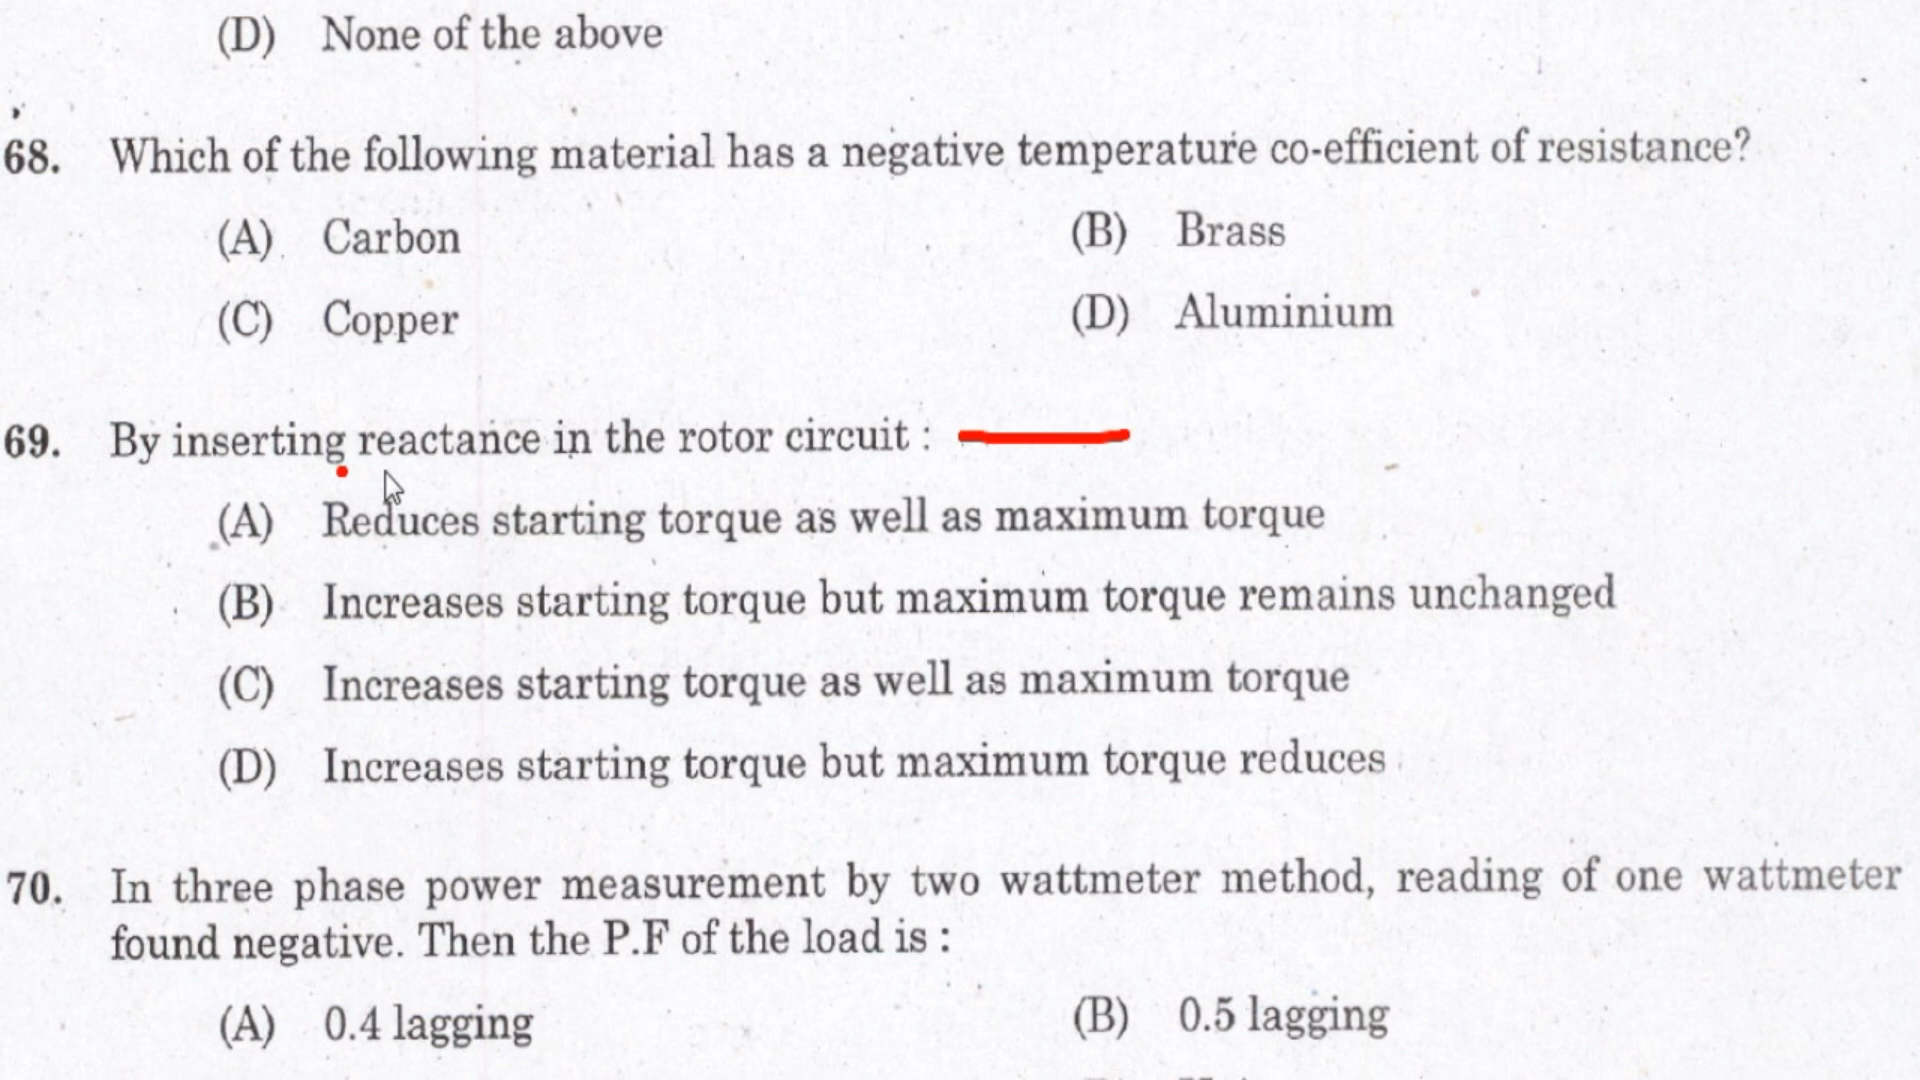 (D) None of the above
68. Which of the following material has a negative temperature co-efficient of resistance?
(A) Carbon (B) Brass
(C) Copper (D) Aluminium
69. By inserting reactance in the rotor circuit :
(A) Reduces starting torque as well as maximum torque
(B) Increases starting torque but maximum torque remains unchanged
(C) Increases starting torque as well as maximum torque
(D) Increases starting torque but maximum torque reduces
70. In three phase power measurement by two wattmeter method, reading of one wattmeter
found negative. Then the P.F of the load is :
(A) 0.4 lagging (B) 0.5 lagging